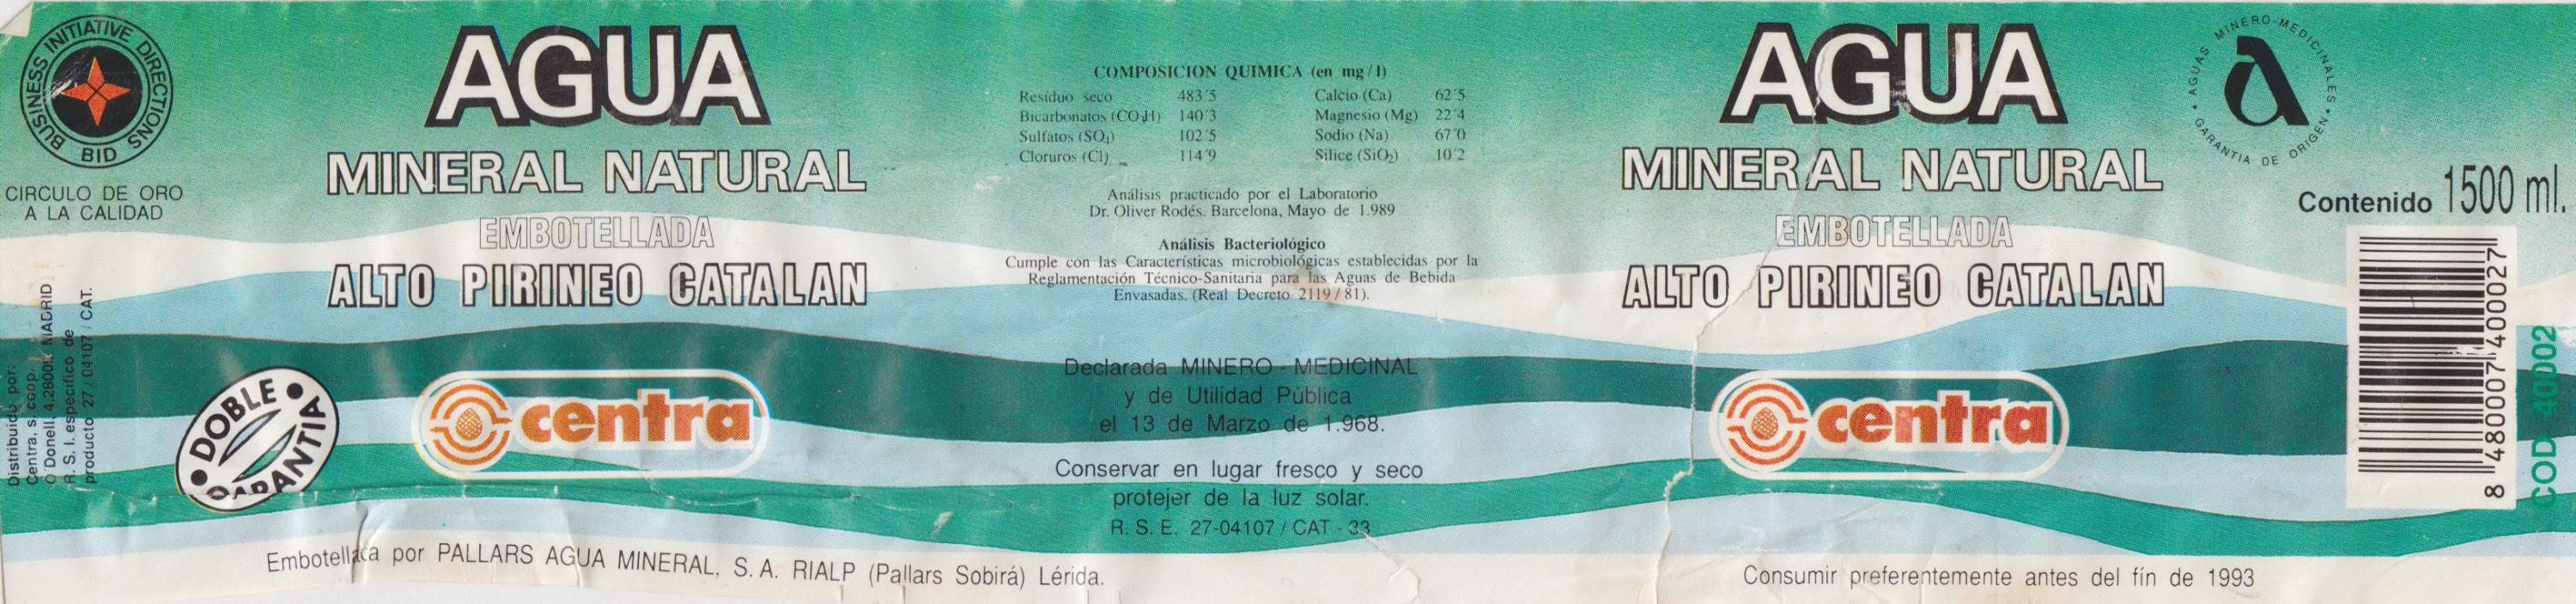 BUSINESS INITIATIVE DIRECTIONS
BID
CIRCULO DE ORO
A LA CALIDAD
Distribuido por:
Centra, s. coop.
O'Donell, 4.28009. MADRID
R. S. I. especifico de
producto 27 / 04107 / CAT.
AGUA
MINERAL NATURAL
EMBOTELLADA
ALTO PIRINEO CATALAN
• DOBLE •
GARANTIA
centra
Embotellada por PALLARS AGUA MINERAL, S. A. RIALP (Pallars Sobirá) Lérida.
COMPOSICION QUIMICA (en mg / l)
Resíduo seco 483'5 Calcio (Ca) 62'5
Bicarbonatos (CO₃H) 140'3 Magnesio (Mg) 22'4
Sulfatos (SO₄) 102'5 Sodio (Na) 67'0
Cloruros (Cl) 114'9 Sílice (SiO₂) 10'2
Análisis practicado por el Laboratorio
Dr. Oliver Rodés. Barcelona, Mayo de 1.989
Análisis Bacteriológico
Cumple con las Características microbiológicas establecidas por la
Reglamentación Técnico-Sanitaria para las Aguas de Bebida
Envasadas. (Real Decreto 2119 / 81).
Declarada MINERO - MEDICINAL
y de Utilidad Pública
el 13 de Marzo de 1.968.
Conservar en lugar fresco y seco
protejer de la luz solar.
R. S. E. 27-04107 / CAT - 33
AGUA
MINERAL NATURAL
EMBOTELLADA
ALTO PIRINEO CATALAN
centra
Consumir preferentemente antes del fín de 1993
• AGUAS MINERO-MEDICINALES •
GARANTIA DE ORIGEN
Contenido 1500 ml.
8 480007 400027
COD 40002